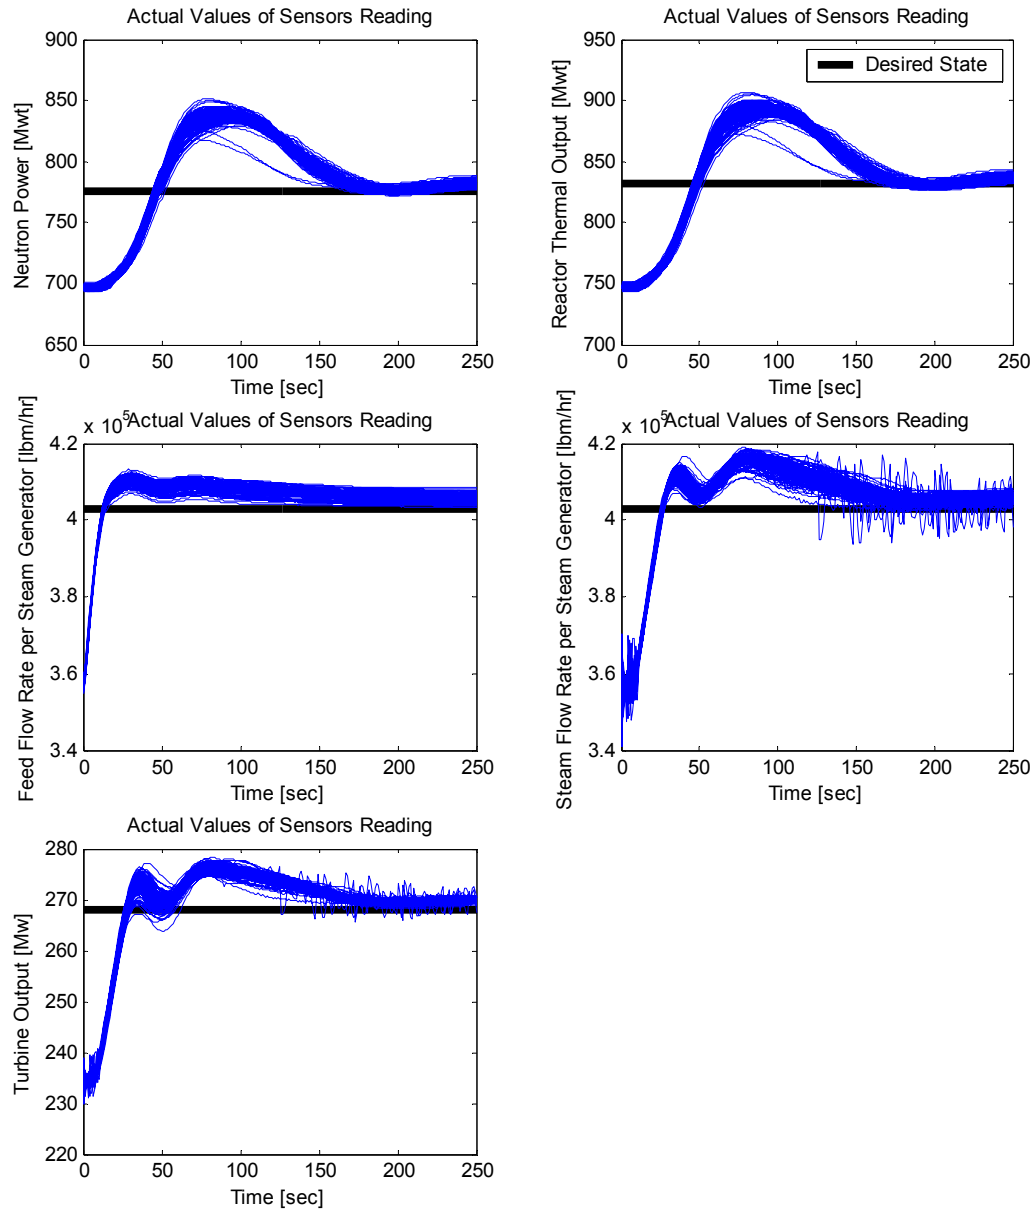 Actual Values of Sensors Reading
900
850
800
750
700
650
Neutron Power [Mwt]
0 50 100 150 200 250
Time [sec]
Actual Values of Sensors Reading
950
900
850
800
750
700
Reactor Thermal Output [Mwt]
Desired State
0 50 100 150 200 250
Time [sec]
x 10^5
Actual Values of Sensors Reading
4.2
4
3.8
3.6
3.4
Feed Flow Rate per Steam Generator [lbm/hr]
0 50 100 150 200 250
Time [sec]
x 10^5
Actual Values of Sensors Reading
4.2
4
3.8
3.6
3.4
Steam Flow Rate per Steam Generator [lbm/hr]
0 50 100 150 200 250
Time [sec]
Actual Values of Sensors Reading
280
270
260
250
240
230
220
Turbine Output [Mw]
0 50 100 150 200 250
Time [sec]